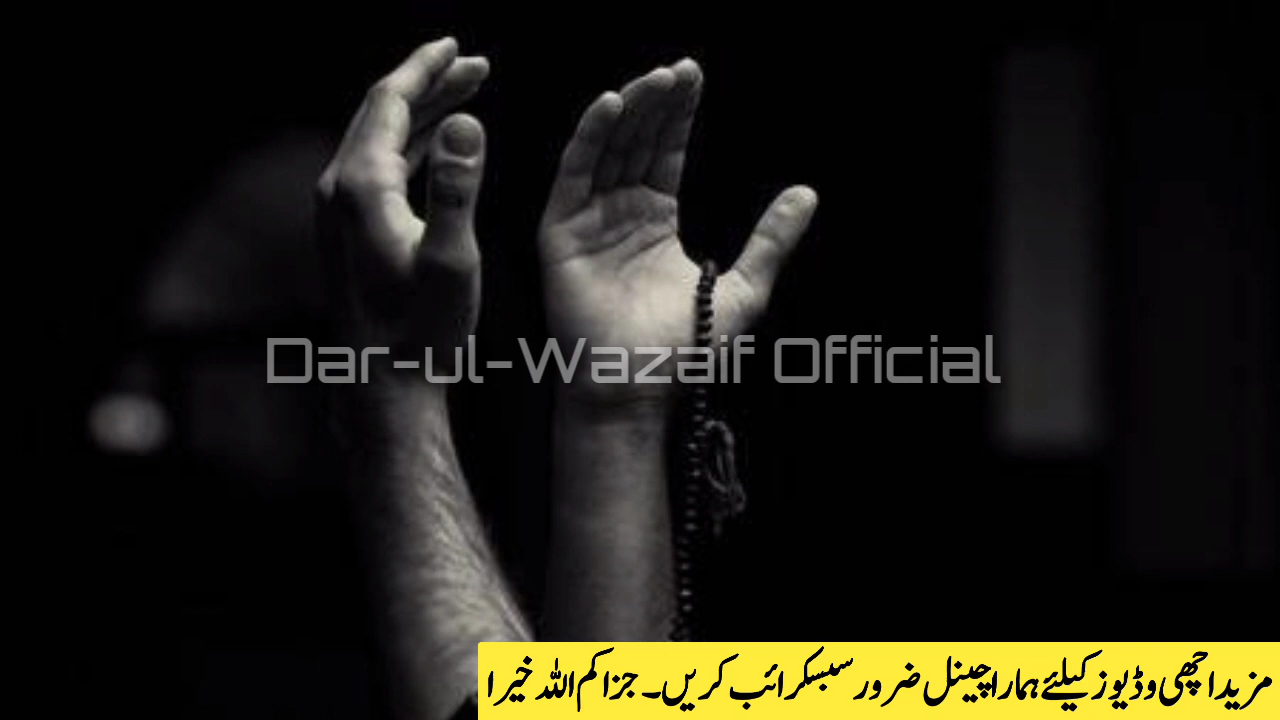 Dar-ul-Wazaif Official
مزید اچھی وڈیوز کیلئے ہمارا چینل ضرور سبسکرائب کریں۔ جزاکم اللہ خیرا